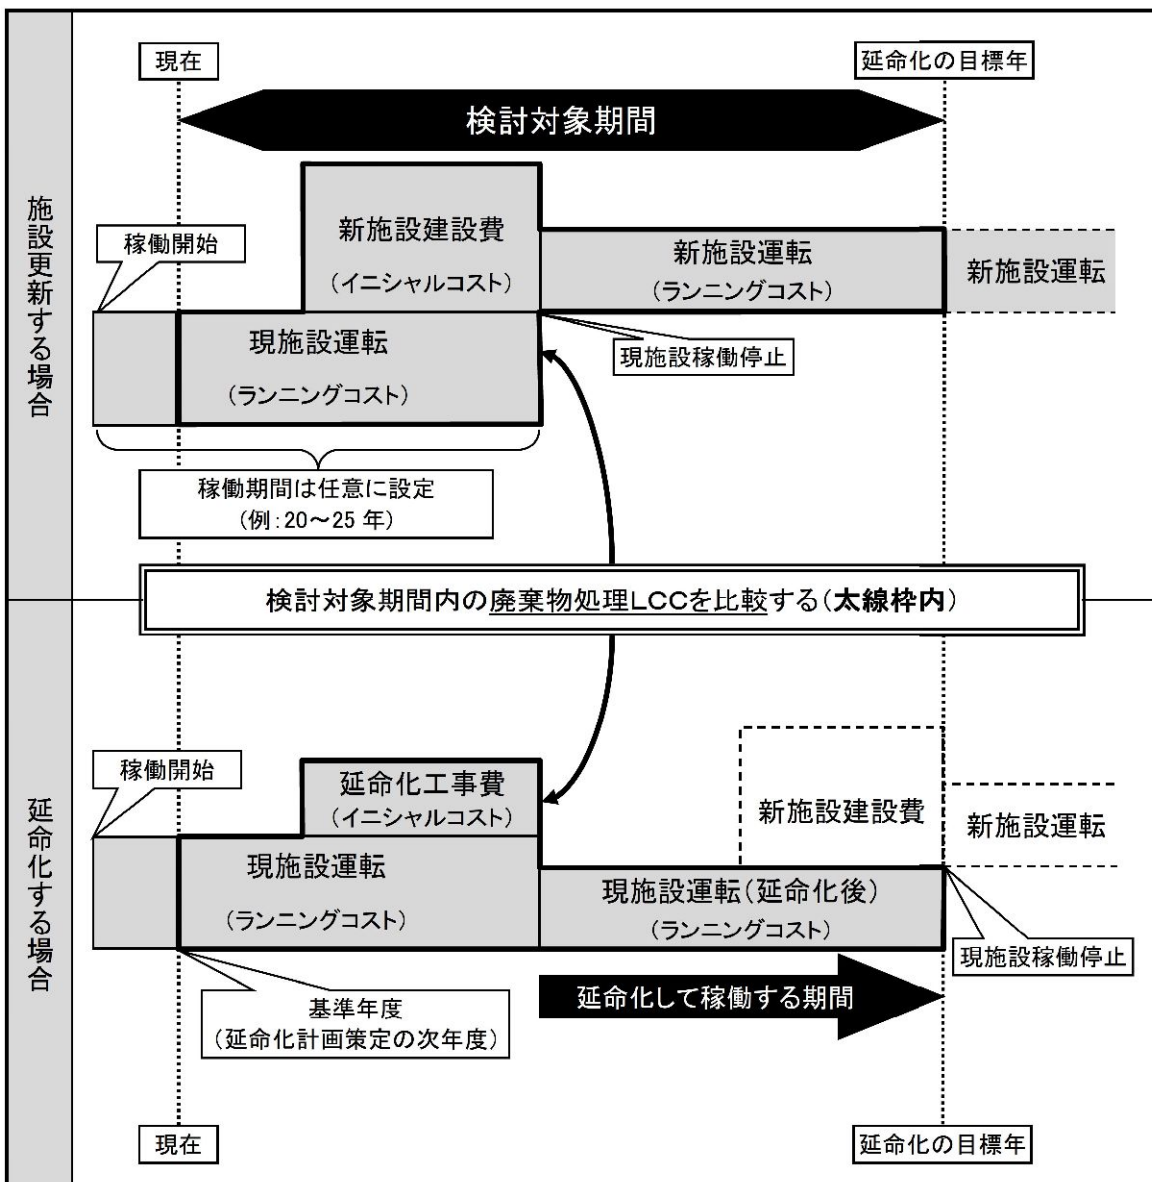 現在
延命化の目標年
検討対象期間
施設更新する場合
稼働開始
新施設建設費
(イニシャルコスト)
新施設運転
(ランニングコスト)
新施設運転
現施設運転
(ランニングコスト)
現施設稼働停止
稼働期間は任意に設定
(例:20～25 年)
検討対象期間内の廃棄物処理LCCを比較する(太線枠内)
延命化する場合
稼働開始
延命化工事費
(イニシャルコスト)
新施設建設費
新施設運転
現施設運転
(ランニングコスト)
現施設運転(延命化後)
(ランニングコスト)
現施設稼働停止
延命化して稼働する期間
基準年度
(延命化計画策定の次年度)
現在
延命化の目標年